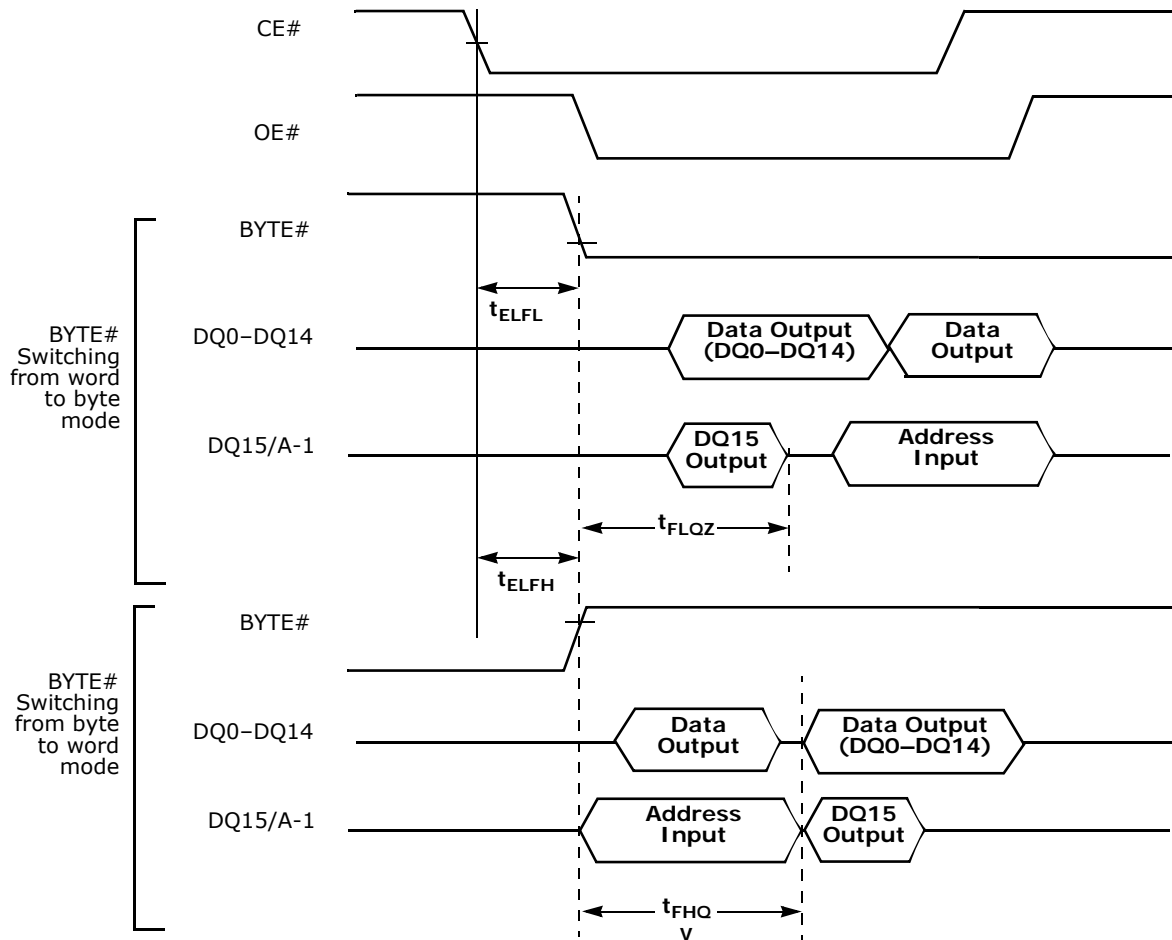 CE#
OE#
BYTE#
tELFL
BYTE#
Switching
from word
to byte
mode
DQ0–DQ14
Data Output
(DQ0–DQ14)
Data
Output
DQ15/A-1
DQ15
Output
Address
Input
tFLQZ
tELFH
BYTE#
BYTE#
Switching
from byte
to word
mode
DQ0–DQ14
Data
Output
Data Output
(DQ0–DQ14)
DQ15/A-1
Address
Input
DQ15
Output
tFHQ
V